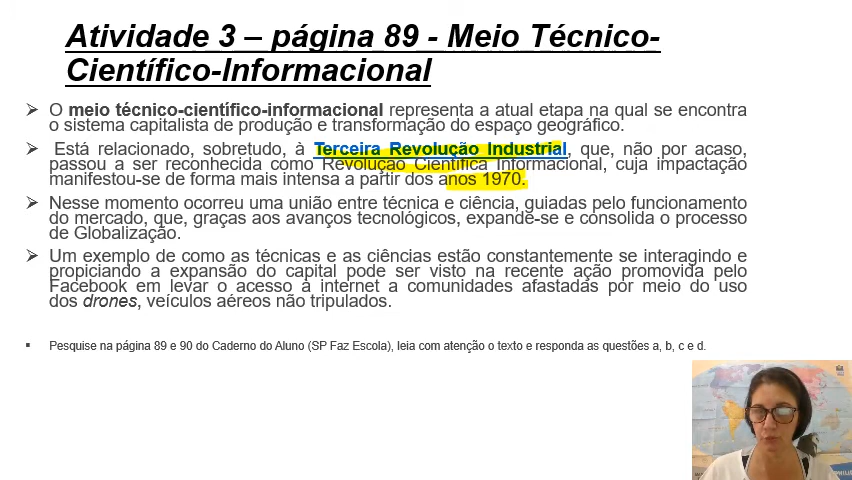 Atividade 3 – página 89 - Meio Técnico-
Científico-Informacional
➢ O meio técnico-científico-informacional representa a atual etapa na qual se encontra
o sistema capitalista de produção e transformação do espaço geográfico.
➢ Está relacionado, sobretudo, à Terceira Revolução Industrial, que, não por acaso,
passou a ser reconhecida como Revolução Científica Informacional, cuja impactação
manifestou-se de forma mais intensa a partir dos anos 1970.
➢ Nesse momento ocorreu uma união entre técnica e ciência, guiadas pelo funcionamento
do mercado, que, graças aos avanços tecnológicos, expande-se e consolida o processo
de Globalização.
➢ Um exemplo de como as técnicas e as ciências estão constantemente se interagindo e
propiciando a expansão do capital pode ser visto na recente ação promovida pelo
Facebook em levar o acesso à internet a comunidades afastadas por meio do uso
dos drones, veículos aéreos não tripulados.
▪ Pesquise na página 89 e 90 do Caderno do Aluno (SP Faz Escola), leia com atenção o texto e responda as questões a, b, c e d.